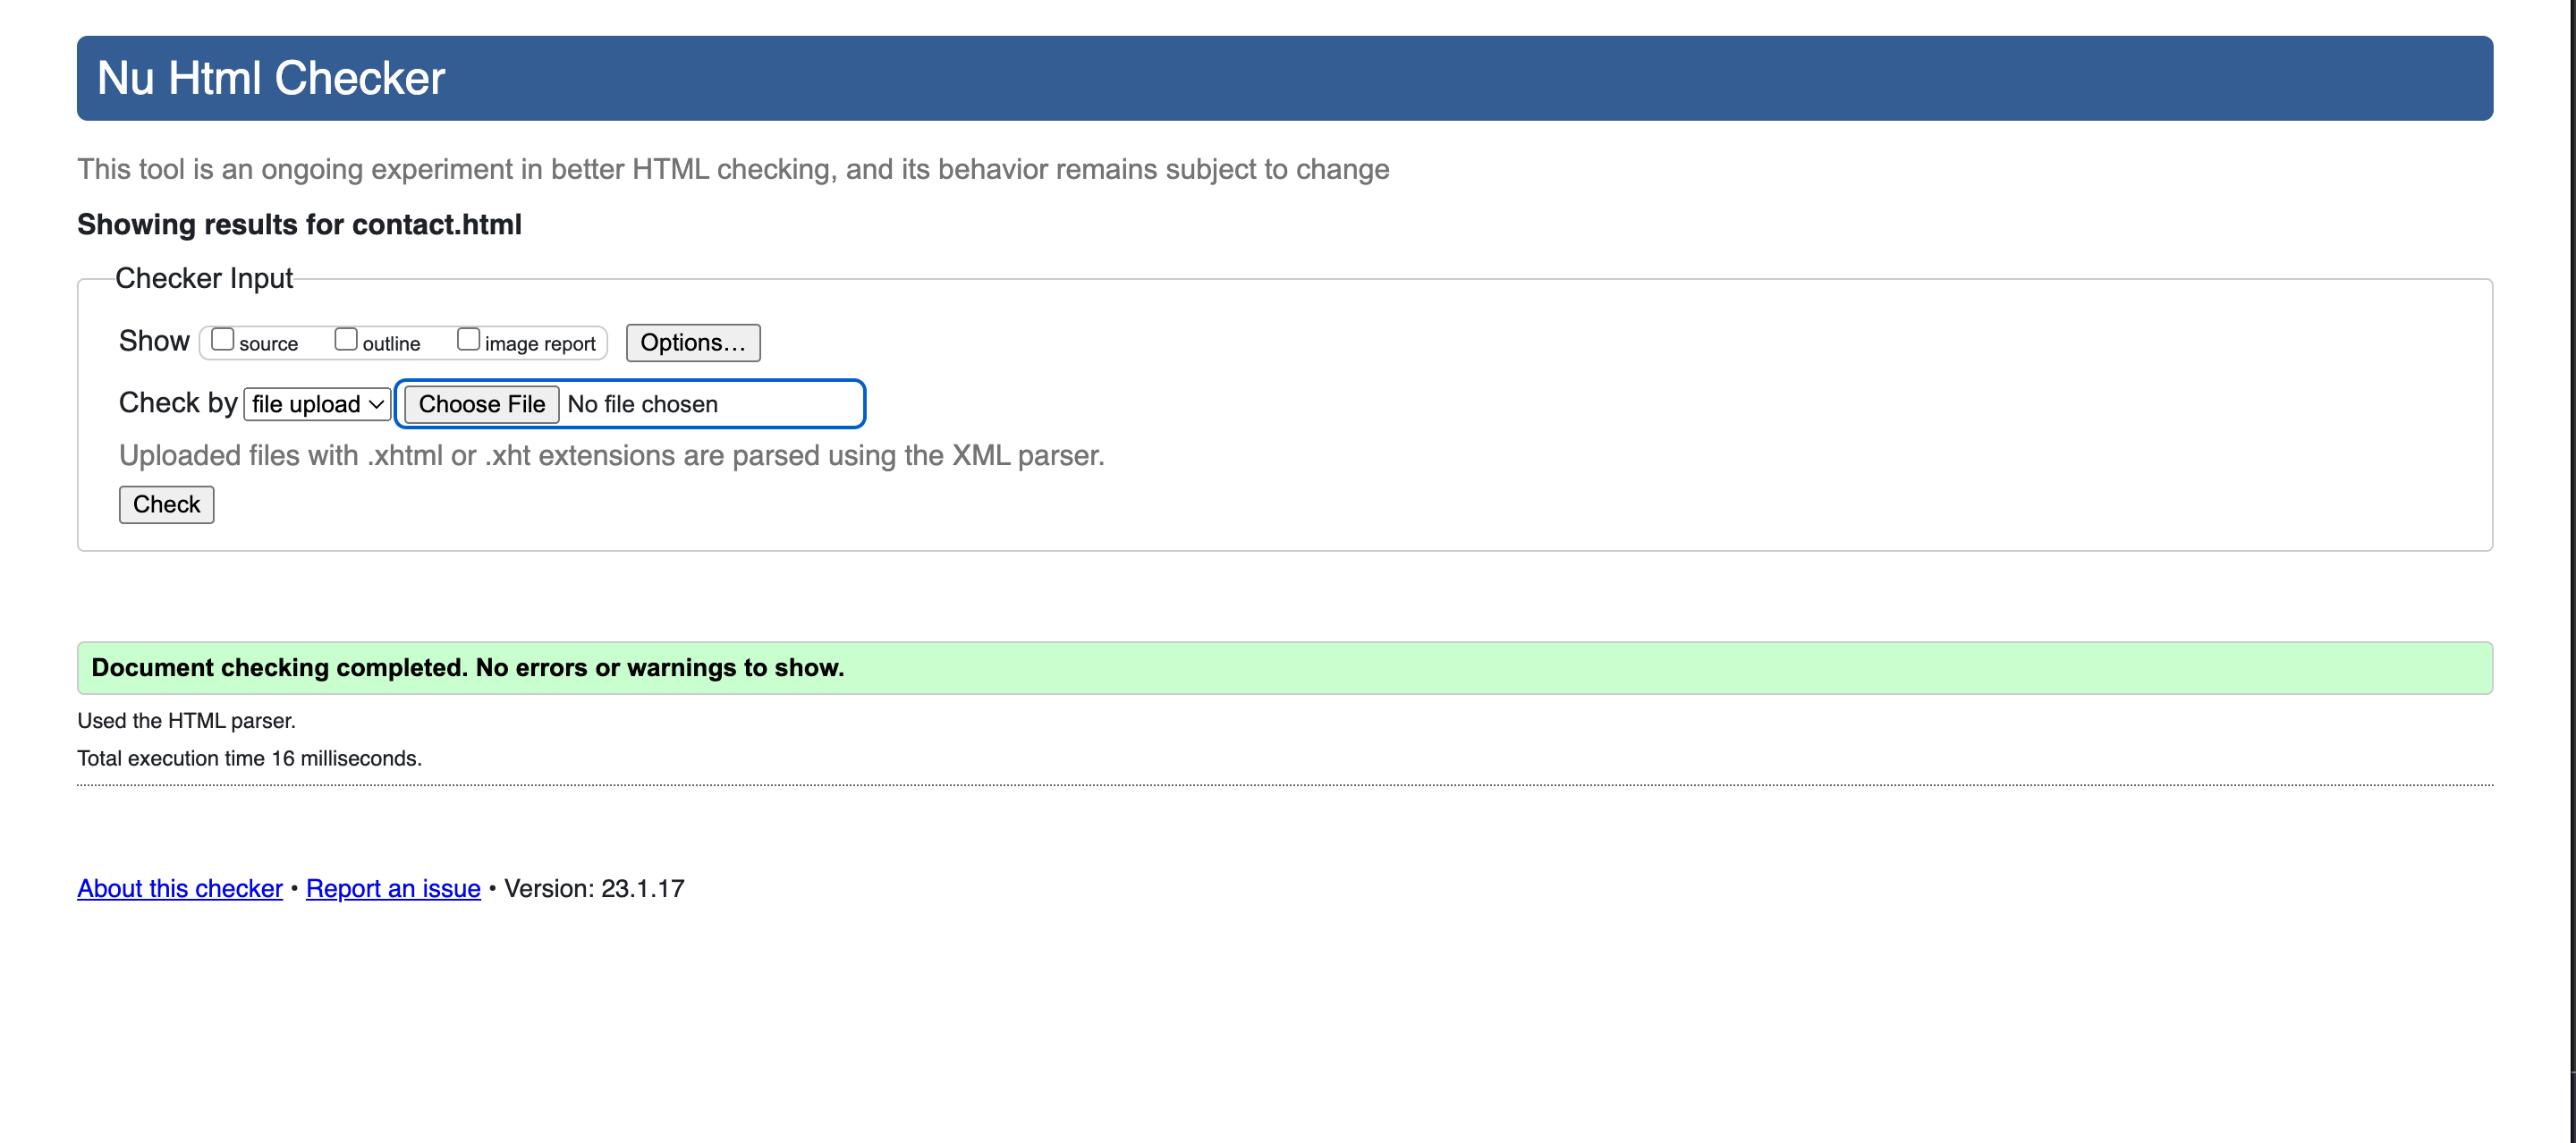 Nu Html Checker
This tool is an ongoing experiment in better HTML checking, and its behavior remains subject to change
Showing results for contact.html
Checker Input
Show source outline image report Options...
Check by file upload Choose File No file chosen
Uploaded files with .xhtml or .xht extensions are parsed using the XML parser.
Check
Document checking completed. No errors or warnings to show.
Used the HTML parser.
Total execution time 16 milliseconds.
About this checker • Report an issue • Version: 23.1.17